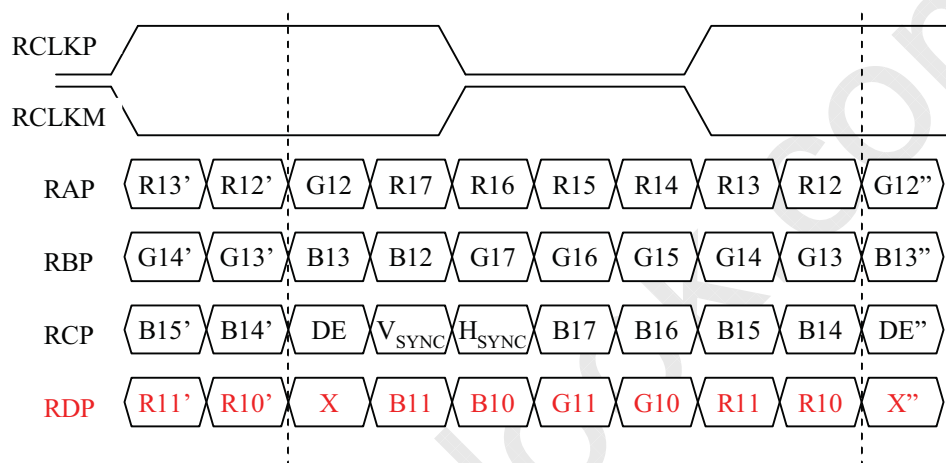 RCLKP
RCLKM
RAP R13’ R12’ G12 R17 R16 R15 R14 R13 R12 G12”
RBP G14’ G13’ B13 B12 G17 G16 G15 G14 G13 B13”
RCP B15’ B14’ DE VSYNC HSYNC B17 B16 B15 B14 DE”
RDP R11’ R10’ X B11 B10 G11 G10 R11 R10 X”